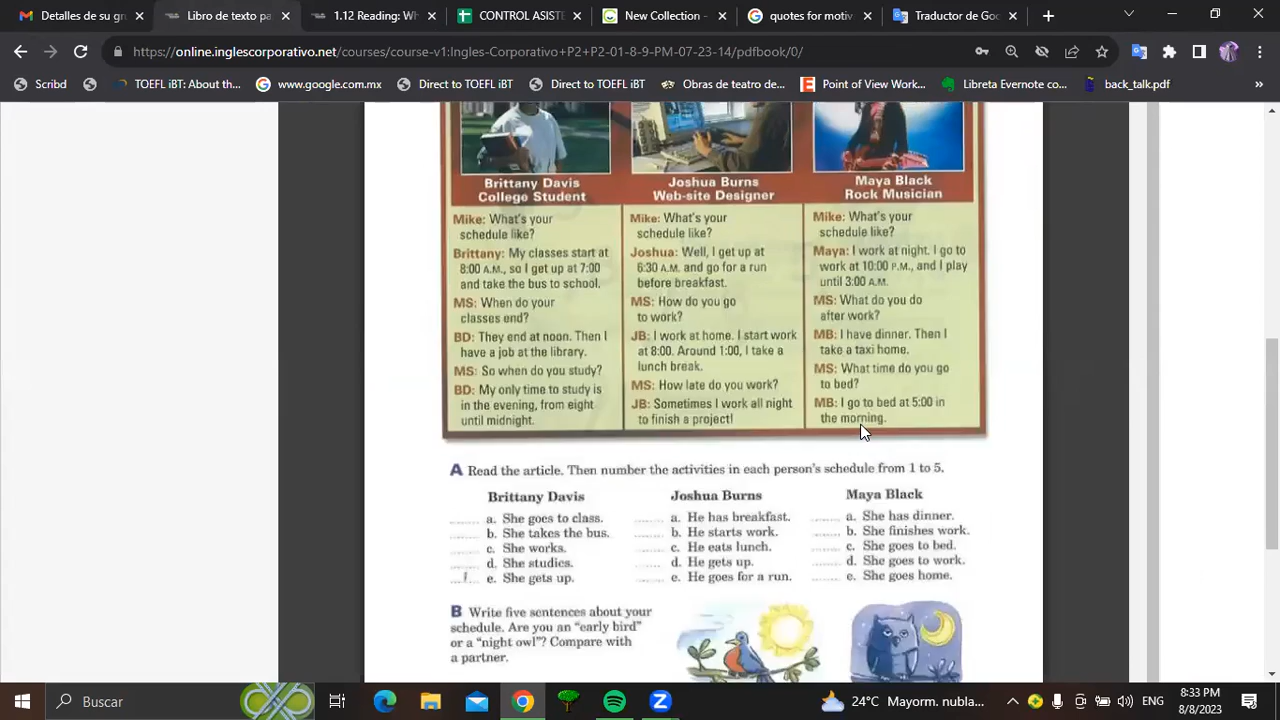 Detalles de su gru
Libro de texto pa
112 Reading: Wh
CONTROL ASISTE
New Collection -
quotes for motiv
Traductor de Goo
https://online.inglescorporativo.net/courses/course-v1:Ingles-Corporativo+P2+P2-01-8-9-PM-07-23-14/pdfbook/0/
Scribd
TOEFL iBT: About th...
www.google.com
Direct to TOEFL iBT
Direct to TOEFL iBT
Obras de teatro de...
Point of View Worm...
Libreta Evernote co...
back_talk.pdf
»
Brittany Davis
College Student
Mike: What's your
schedule like?
Brittany: My classes start at
8:00 A.M., so I get up at 7:00
and take the bus to school.
MS: When do your
classes end?
BD: They end at noon. Then I
have a job at the library.
MS: So when do you study?
BD: My only time to study is
in the evening, from eight
until midnight.
Joshua Burns
Web-site Designer
Mike: What's your
schedule like?
Joshua: Well, I get up at
6:30 A.M. and go for a run
before breakfast.
MS: How do you go
to work?
JB: I work at home. I start work
at 8:00. Around 1:00, I take a
lunch break.
MS: How late do you work?
JB: Sometimes I work all night
to finish a project!
Maya Black
Rock Musician
Mike: What's your
schedule like?
Maya: I work at night. I go to
work at 10:00 P.M., and I play
until 3:00 A.M.
MS: What do you do
after work?
MB: I have dinner. Then I
take a taxi home.
MS: What time do you go
to bed?
MB: I go to bed at 5:00 in
the morning.
A Read the article. Then number the activities in each person's schedule from 1 to 5.
Brittany Davis
a. She goes to class.
b. She takes the bus.
c. She works.
d. She studies.
1 e. She gets up.
Joshua Burns
a. He has breakfast.
b. He starts work.
c. He eats lunch.
d. He gets up.
e. He goes for a run.
Maya Black
a. She has dinner.
b. She finishes work.
c. She goes to bed.
d. She goes to work.
e. She goes home.
B Write five sentences about your
schedule. Are you an "early bird"
or a "night owl"? Compare with
a partner.
Buscar
24°C Mayorm. nubla...
ENG
8:33 PM
8/8/2023